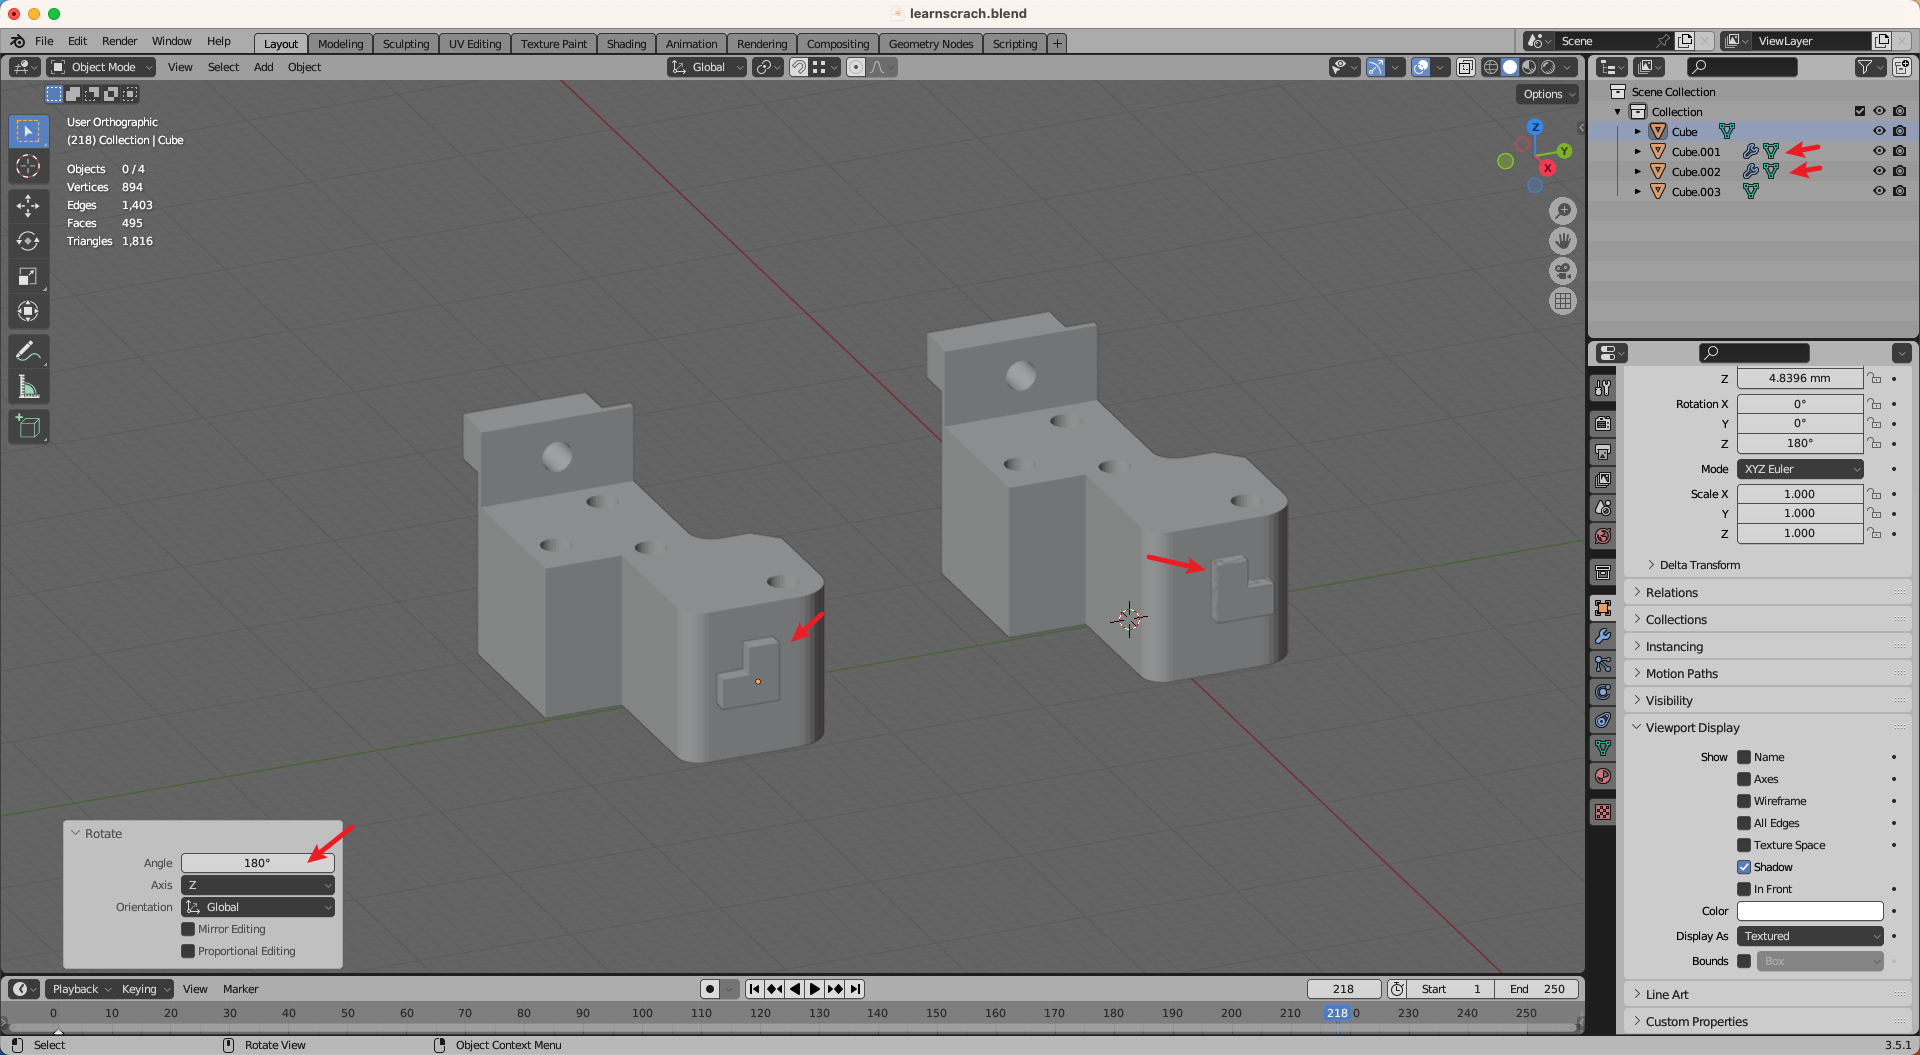 learnscrach.blend
File Edit Render Window Help
Layout Modeling Sculpting UV Editing Texture Paint Shading Animation Rendering Compositing Geometry Nodes Scripting +
Scene ViewLayer
Object Mode View Select Add Object Global
Options
User Orthographic
(218) Collection | Cube
Objects 0 / 4
Vertices 894
Edges 1,403
Faces 495
Triangles 1,816
Z
Y
X
Scene Collection
Collection
Cube
Cube.001
Cube.002
Cube.003
Z 4.8396 mm
Rotation X 0°
Y 0°
Z 180°
Mode XYZ Euler
Scale X 1.000
Y 1.000
Z 1.000
Delta Transform
Relations
Collections
Instancing
Motion Paths
Visibility
Viewport Display
Show Name
Axes
Wireframe
All Edges
Texture Space
Shadow
In Front
Color
Display As Textured
Bounds Box
Line Art
Custom Properties
Rotate
Angle 180°
Axis Z
Orientation Global
Mirror Editing
Proportional Editing
Playback Keying View Marker
218 Start 1 End 250
0 10 20 30 40 50 60 70 80 90 100 110 120 130 140 150 160 170 180 190 200 210 218 0 230 240 250
Select Rotate View Object Context Menu 3.5.1